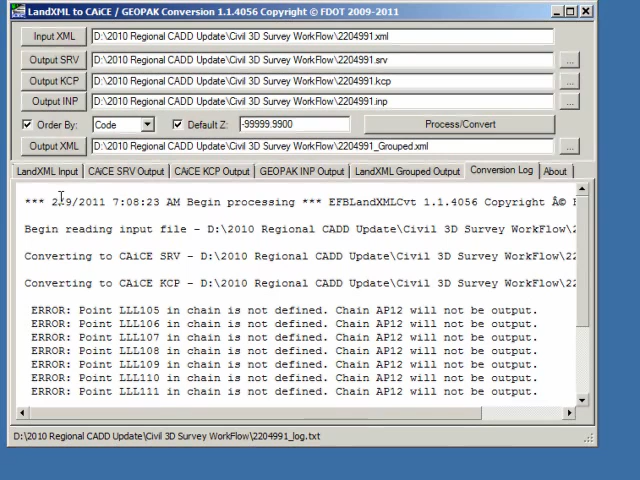 LandXML to CAiCE / GEOPAK Conversion 1.1.4056 Copyright © FDOT 2009-2011
Input XML D:\2010 Regional CADD Update\Civil 3D Survey WorkFlow\2204991.xml
Output SRV D:\2010 Regional CADD Update\Civil 3D Survey WorkFlow\2204991.srv ...
Output KCP D:\2010 Regional CADD Update\Civil 3D Survey WorkFlow\2204991.kcp ...
Output INP D:\2010 Regional CADD Update\Civil 3D Survey WorkFlow\2204991.inp ...
Order By: Code Default Z: -99999.9900 Process/Convert
Output XML D:\2010 Regional CADD Update\Civil 3D Survey WorkFlow\2204991_Grouped.xml ...
LandXML Input CAiCE SRV Output CAiCE KCP Output GEOPAK INP Output LandXML Grouped Output Conversion Log About
*** 2/9/2011 7:08:23 AM Begin processing *** EFBLandXMLCvt 1.1.4056 Copyright Â© F
Begin reading input file - D:\2010 Regional CADD Update\Civil 3D Survey WorkFlow\2
Converting to CAiCE SRV - D:\2010 Regional CADD Update\Civil 3D Survey WorkFlow\22
Converting to CAiCE KCP - D:\2010 Regional CADD Update\Civil 3D Survey WorkFlow\22
ERROR: Point LLL105 in chain is not defined. Chain AP12 will not be output.
ERROR: Point LLL106 in chain is not defined. Chain AP12 will not be output.
ERROR: Point LLL107 in chain is not defined. Chain AP12 will not be output.
ERROR: Point LLL108 in chain is not defined. Chain AP12 will not be output.
ERROR: Point LLL109 in chain is not defined. Chain AP12 will not be output.
ERROR: Point LLL110 in chain is not defined. Chain AP12 will not be output.
ERROR: Point LLL111 in chain is not defined. Chain AP12 will not be output.
D:\2010 Regional CADD Update\Civil 3D Survey WorkFlow\2204991_log.txt